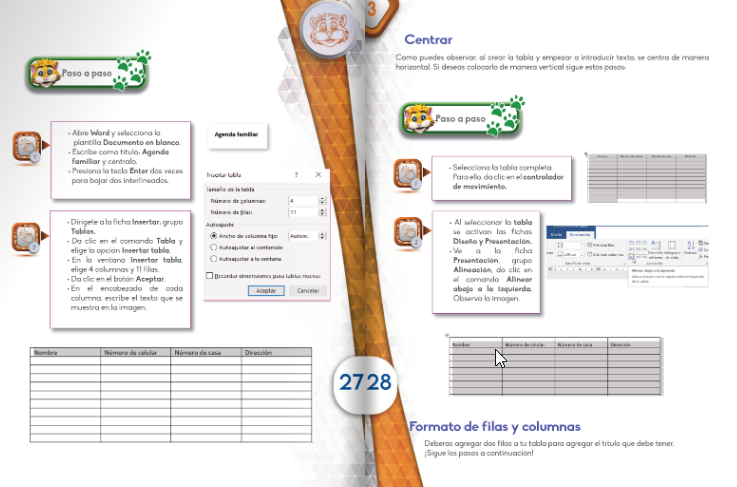 Paso a paso
1
• Abre Word y selecciona la
plantilla Documento en blanco.
• Escribe como título, Agenda
familiar y centralo.
• Presiona la tecla Enter dos veces
para bajar dos interlineados.
Agenda familiar
2
• Dirígete a la ficha Insertar, grupo
Tablas.
• Da clic en el comando Tabla y
elige la opción Insertar tabla.
• En la ventana Insertar tabla,
elige 4 columnas y 11 filas.
• Da clic en el botón Aceptar.
• En el encabezado de cada
columna, escribe el texto que se
muestra en la imagen.
Insertar tabla ? ×
Tamaño de la tabla
Número de columnas: 4
Número de filas: 11
Autoajuste
Ancho de columna fijo: Autom.
Autoajustar al contenido
Autoajustar a la ventana
Recordar dimensiones para tablas nuevas
Aceptar Cancelar
Nombre Número de celular Número de casa Dirección
27
3
Centrar
Como puedes observar, al crear la tabla y empezar a introducir texto, se centra de manera
horizontal. Si deseas colocarlo de manera vertical sigue estos pasos:
Paso a paso
1
• Selecciona la tabla completa.
Para ello, da clic en el controlador
de movimiento.
2
• Al seleccionar la tabla
se activan las fichas
Diseño y Presentación.
• Ve a la ficha
Presentación, grupo
Alineación, da clic en
el comando Alinear
abajo a la izquierda.
Observa la imagen.
Diseño Presentación
Nombre Número de celular Número de casa Dirección
28
Formato de filas y columnas
Deberás agregar dos filas a tu tabla para agregar el título que debe tener.
¡Sigue los pasos a continuación!